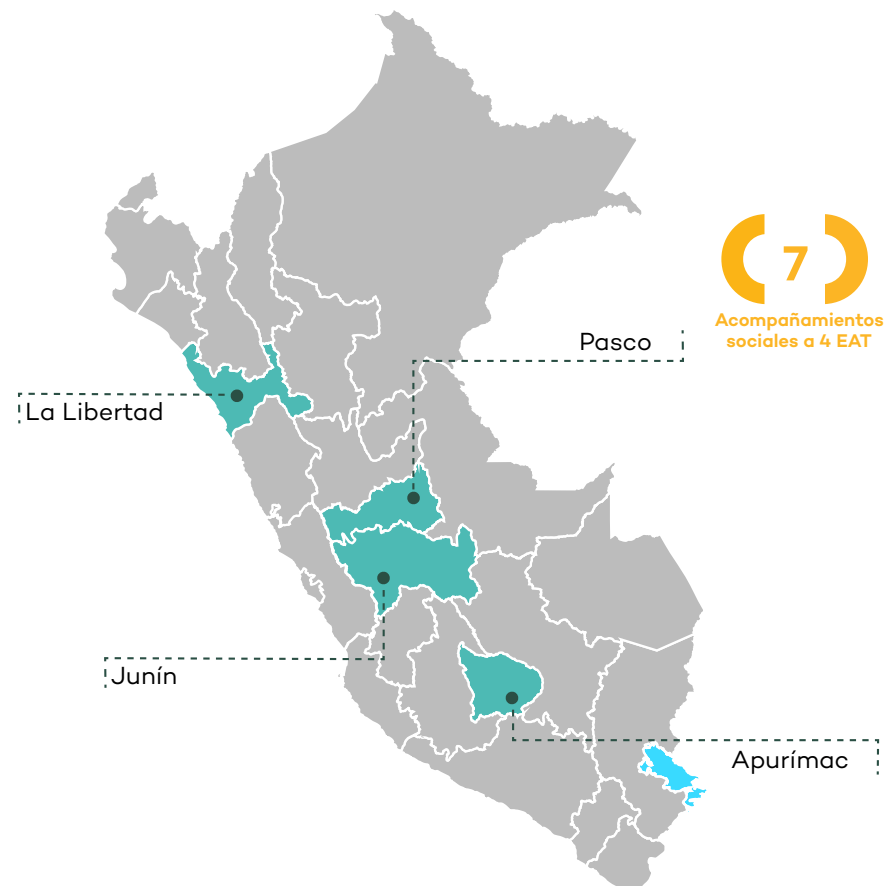 7
Acompañamientos
sociales a 4 EAT
Pasco
La Libertad
Junín
Apurímac